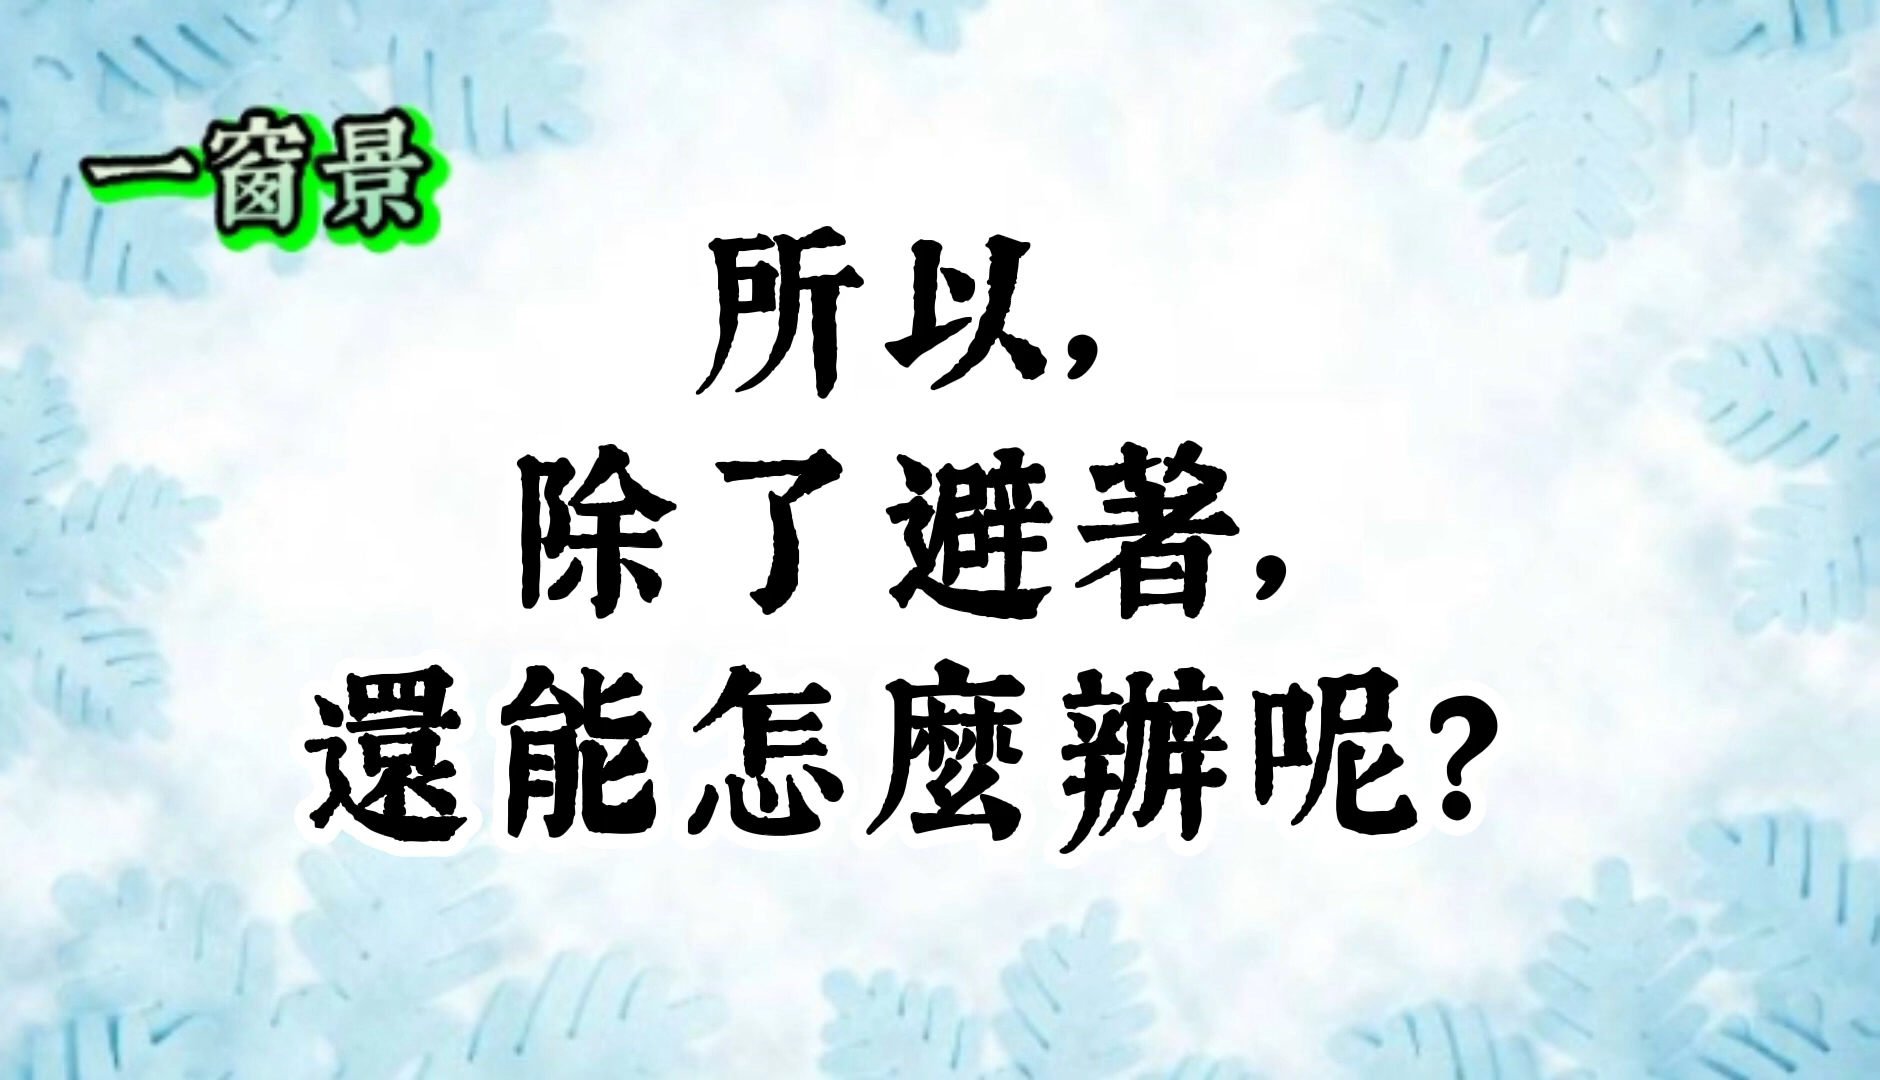 一窗景
所以,
除了避著,
還能怎麼辦呢?